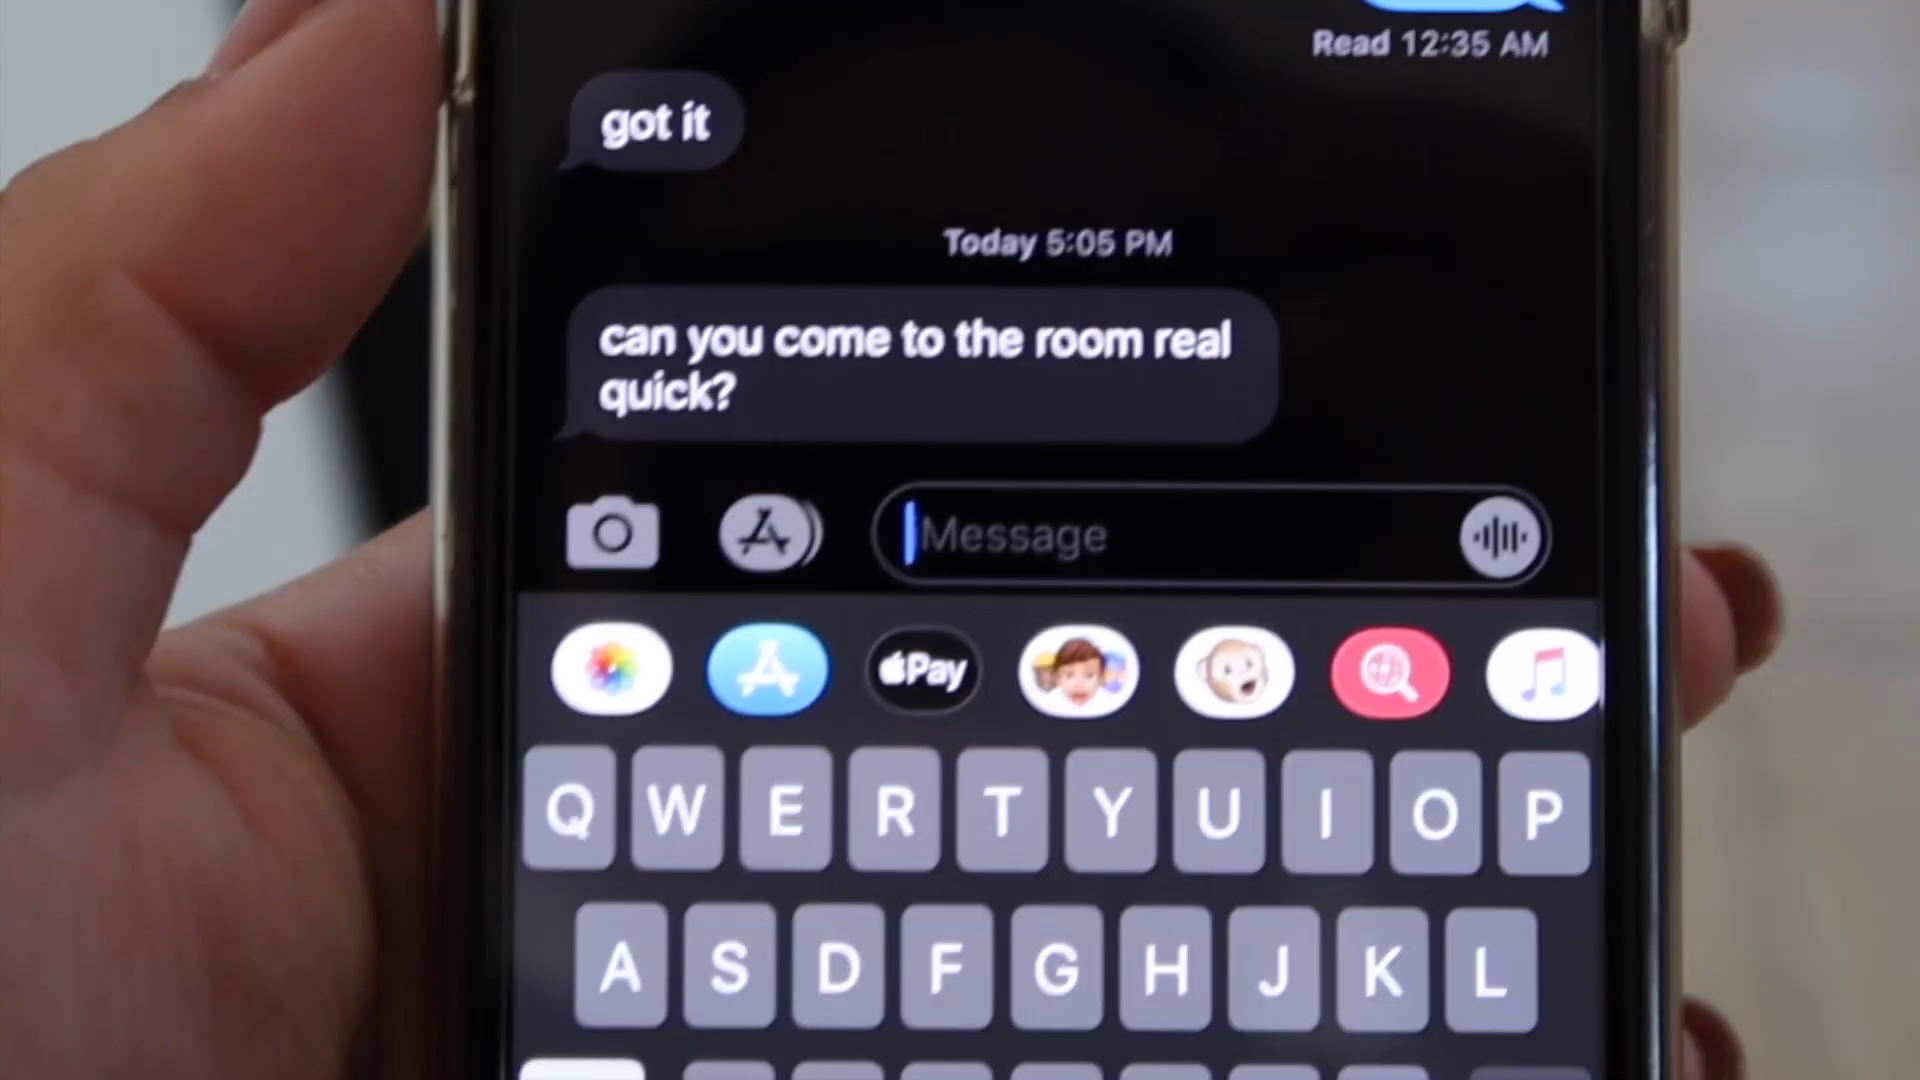 Read 12:35 AM
got it
Today 5:05 PM
can you come to the room real
quick?
Message
Pay
Q W E R T Y U I O P
A S D F G H J K L